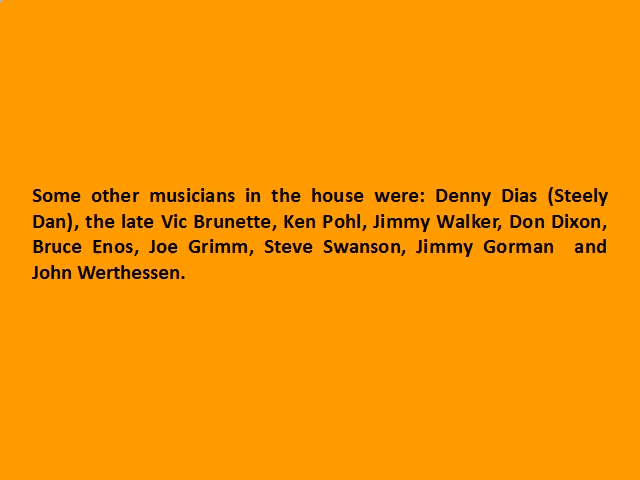 Some other musicians in the house were: Denny Dias (Steely
Dan), the late Vic Brunette, Ken Pohl, Jimmy Walker, Don Dixon,
Bruce Enos, Joe Grimm, Steve Swanson, Jimmy Gorman  and
John Werthessen.